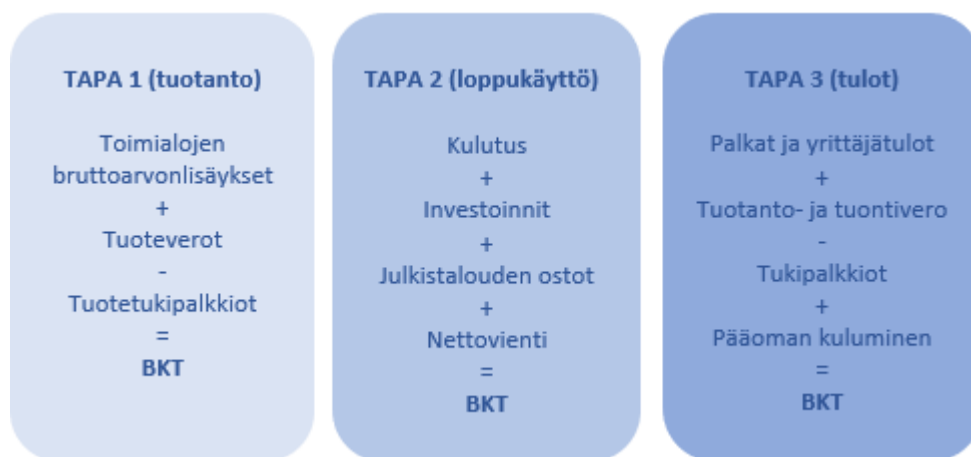 TAPA 1 (tuotanto)
Toimialojen
bruttoarvonlisäykset
+
Tuoteverot
-
Tuotetukipalkkiot
=
BKT
TAPA 2 (loppukäyttö)
Kulutus
+
Investoinnit
+
Julkistalouden ostot
+
Nettovienti
=
BKT
TAPA 3 (tulot)
Palkat ja yrittäjätulot
+
Tuotanto- ja tuontivero
-
Tukipalkkiot
+
Pääoman kuluminen
=
BKT